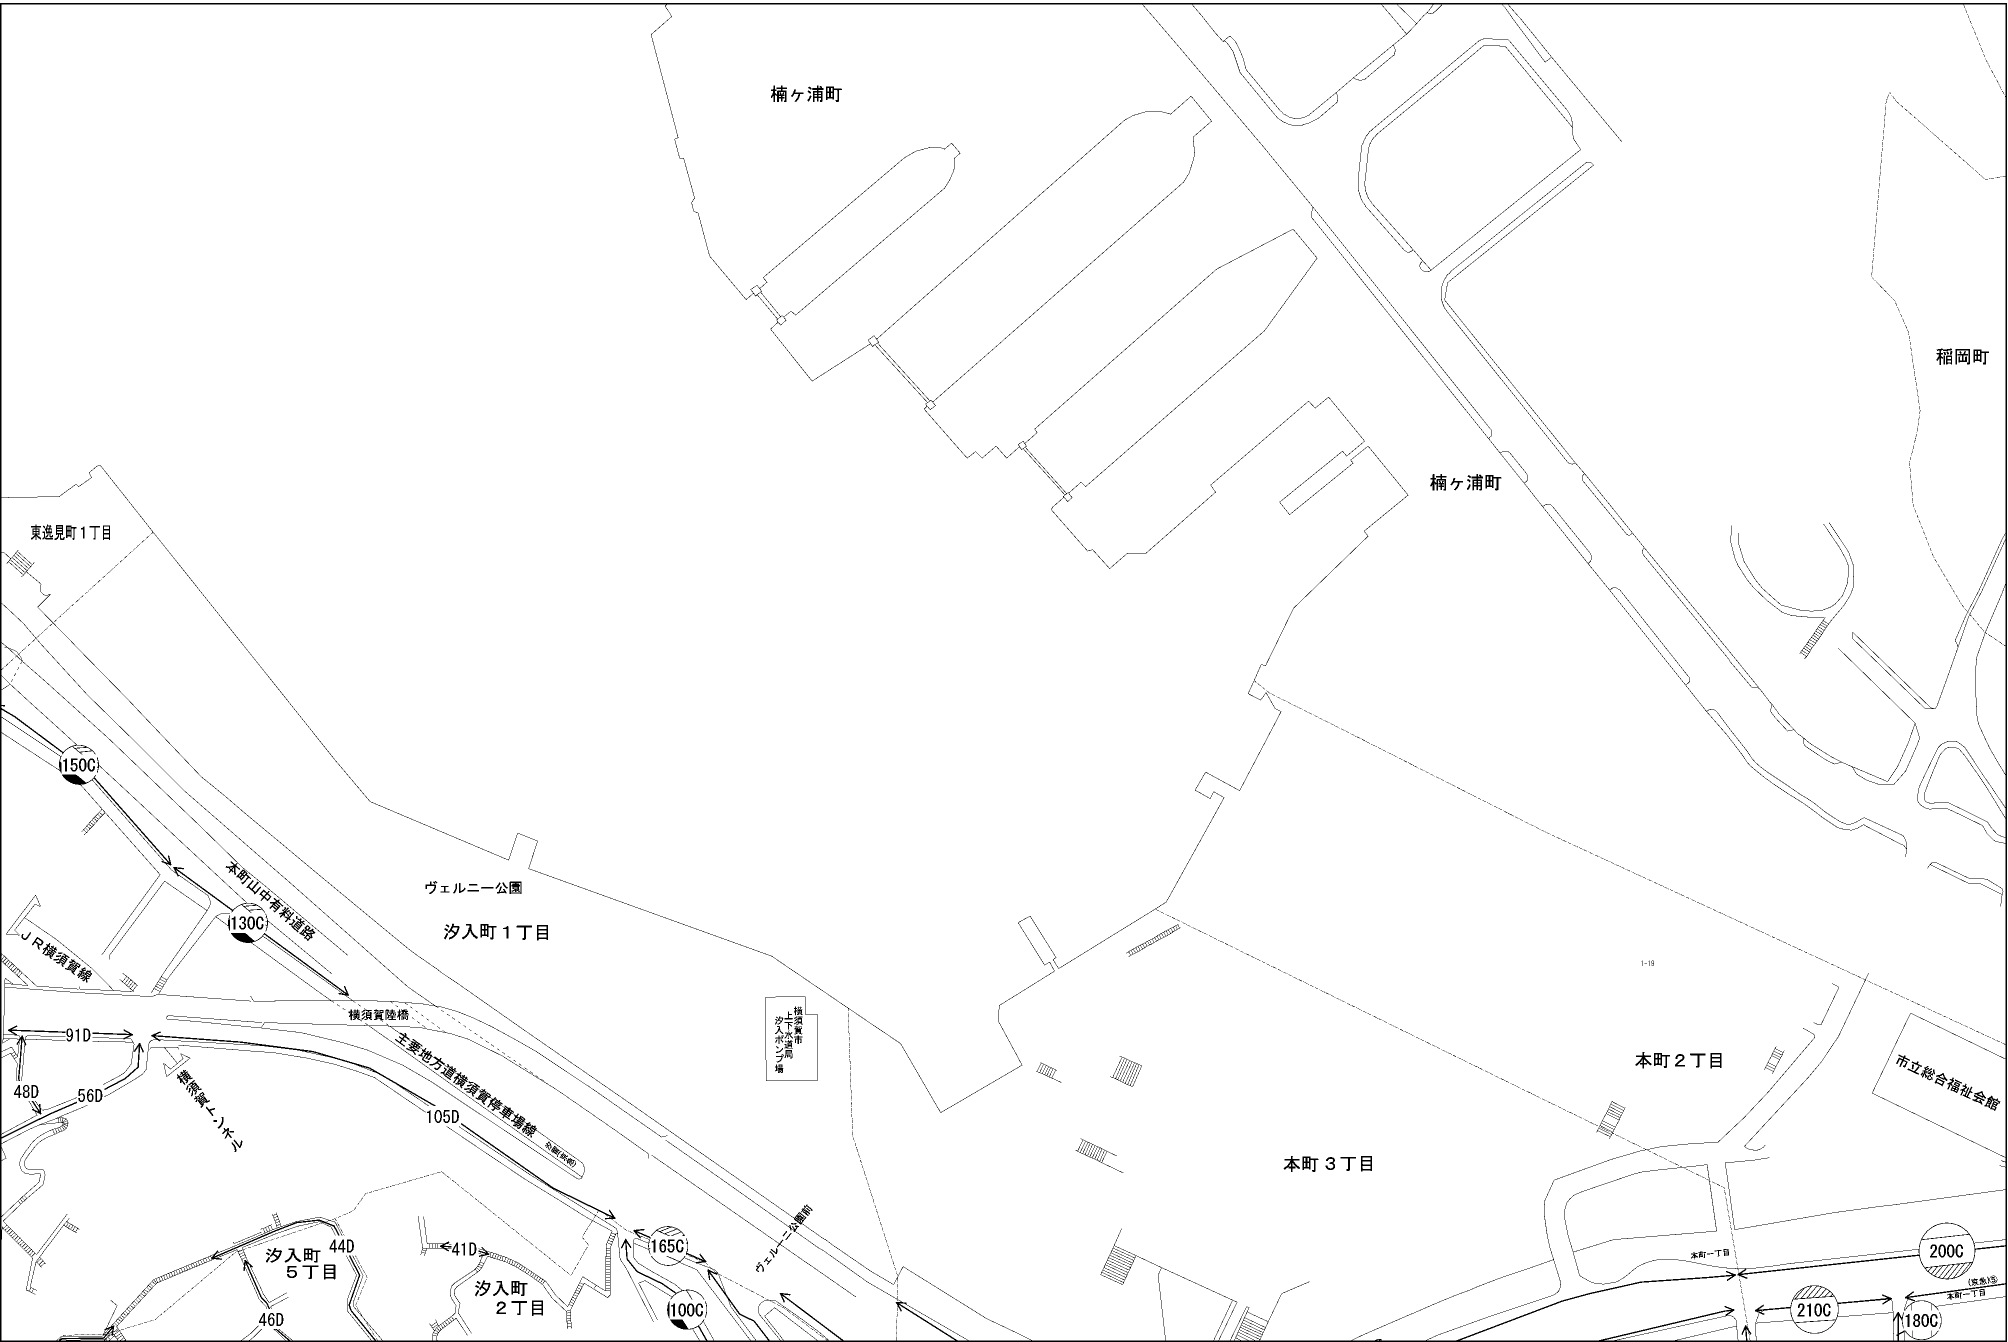 楠ヶ浦町
稲岡町
楠ヶ浦町
東逸見町1丁目
150C
本町山中有料道路
130C
ヴェルニー公園
汐入町1丁目
JR横須賀線
横須賀陸橋
横須賀市
上下水道局
汐入ポンプ場
1-19
91D
主要地方道横須賀停車場線
本町2丁目
市立総合福祉会館
48D
56D
横須賀トンネル
105D
本町3丁目
44D
41D
165C
ヴェルニー公園前
汐入町
5丁目
汐入町
2丁目
46D
100C
本町一丁目
200C
本町一丁目
210C
180C